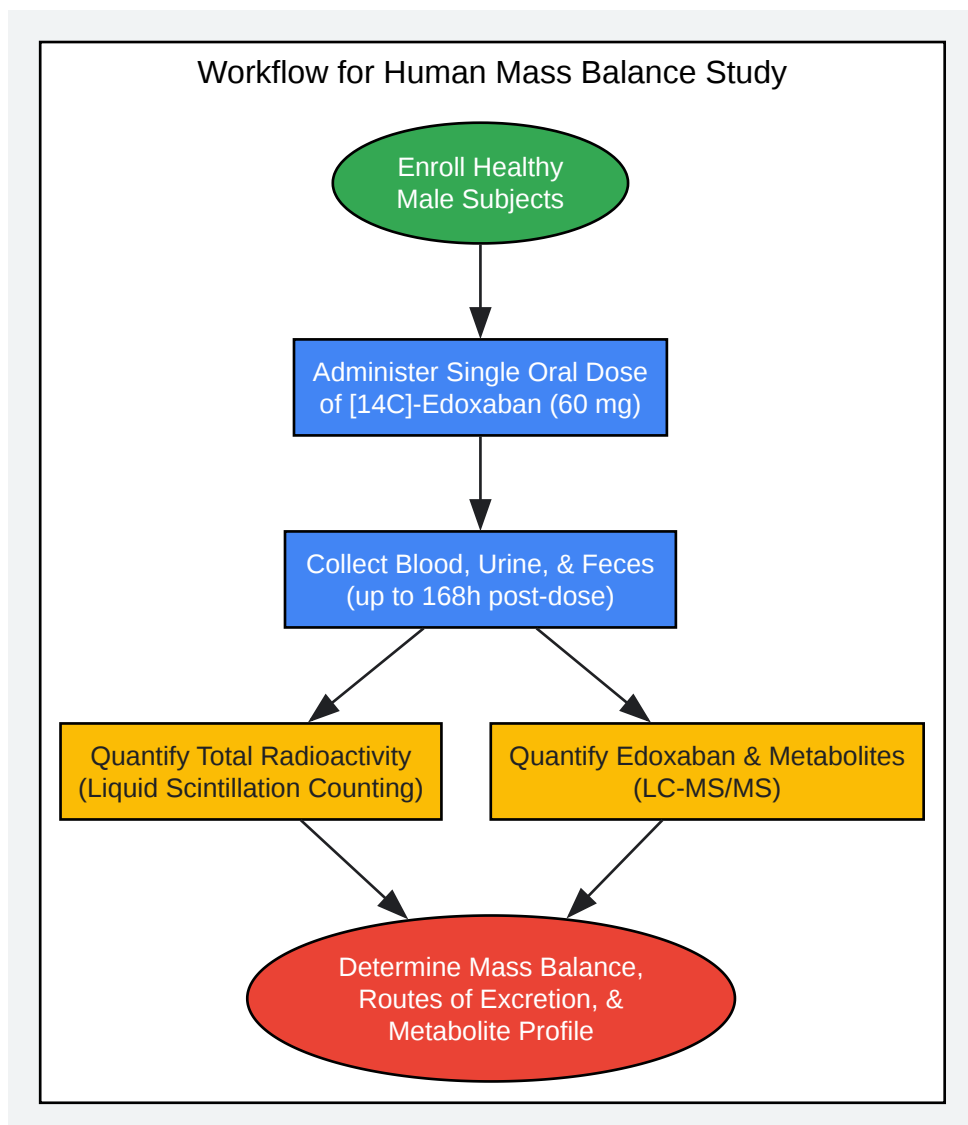 Workflow for Human Mass Balance Study
Enroll Healthy
Male Subjects
Administer Single Oral Dose
of [14C]-Edoxaban (60 mg)
Collect Blood, Urine, & Feces
(up to 168h post-dose)
Quantify Total Radioactivity
(Liquid Scintillation Counting)
Quantify Edoxaban & Metabolites
(LC-MS/MS)
Determine Mass Balance,
Routes of Excretion, &
Metabolite Profile